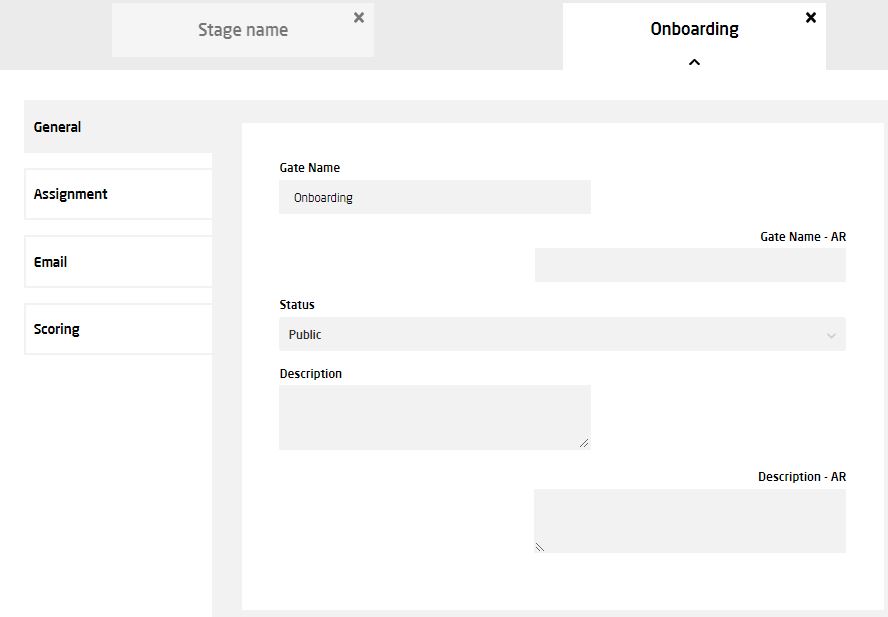 Stage name
Onboarding
General
Assignment
Email
Scoring
Gate Name
Onboarding
Gate Name - AR
Status
Public
Description
Description - AR